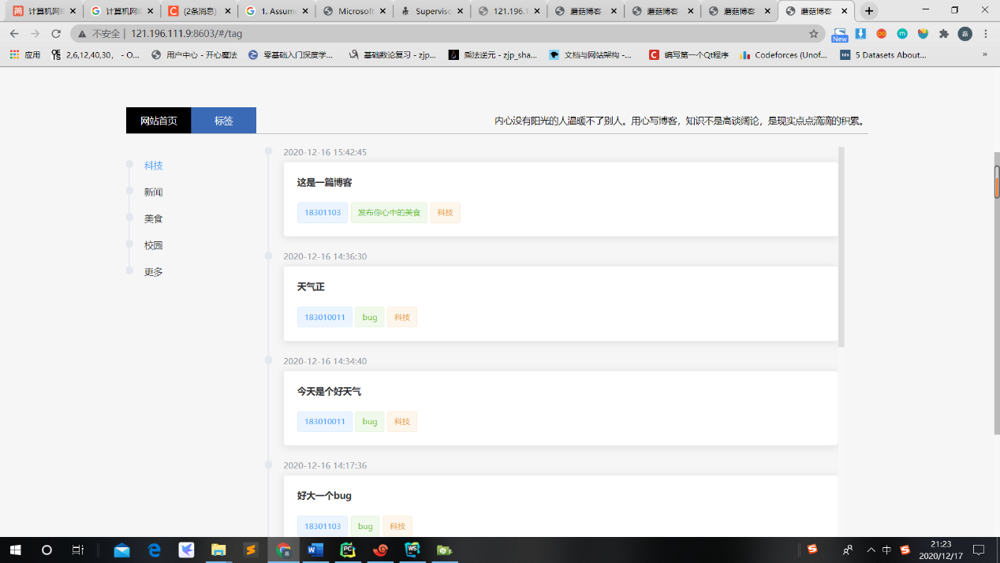 计算机网
计算机网
(2条消息)
1. Assum
Microsof
Supervisc
121.196.1
蘑菇博客
蘑菇博客
蘑菇博客
蘑菇博客
不安全 | 121.196.111.9:8603/#/tag
New
应用
2,6,12,40,30, - O...
用户中心 - 开心魔法
零基础入门深度学...
基础数论复习 - zjp...
乘法逆元 - zjp_sha...
文档与网站架构 -...
编写第一个Qt程序
Codeforces (Unof...
5 Datasets About...
»
网站首页
标签
内心没有阳光的人温暖不了别人。用心写博客，知识不是高谈阔论，是现实点点滴滴的积累。
科技
新闻
美食
校园
更多
2020-12-16 15:42:45
这是一篇博客
18301103 发布你心中的美食 科技
2020-12-16 14:36:30
天气正
183010011 bug 科技
2020-12-16 14:34:40
今天是个好天气
183010011 bug 科技
2020-12-16 14:17:36
好大一个bug
18301103 bug 科技
中
21:23
2020/12/17